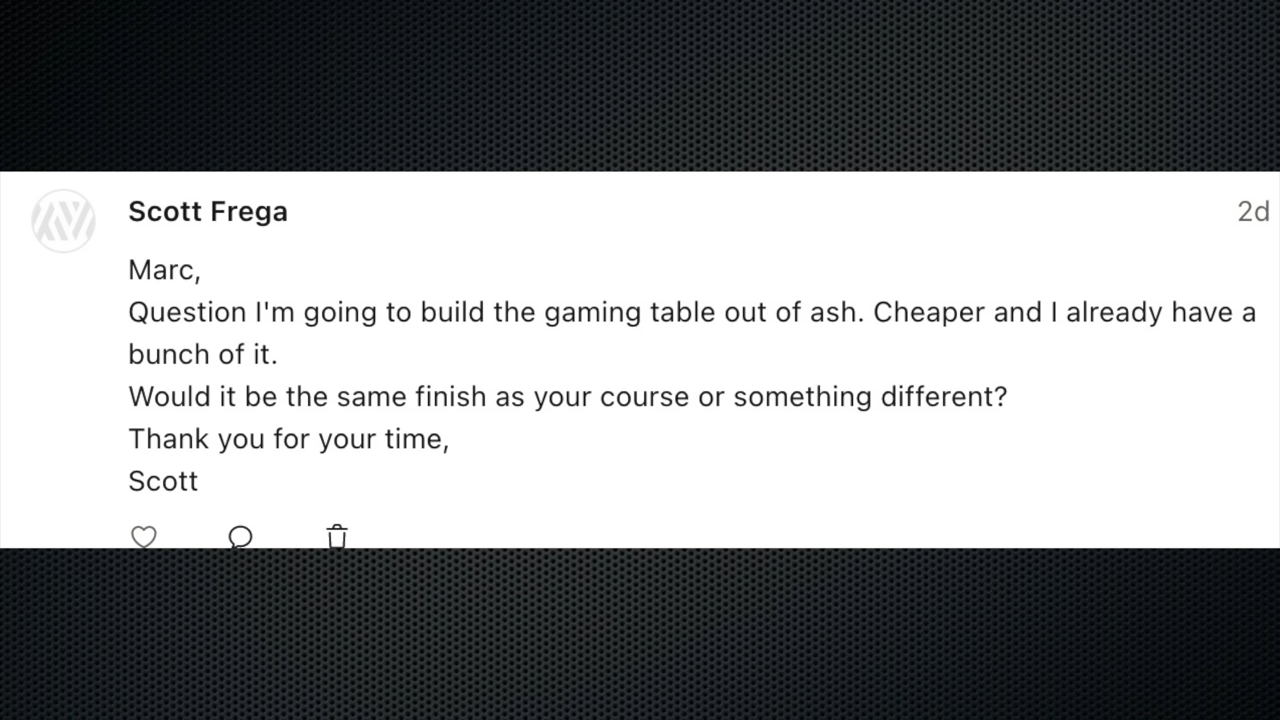 Scott Frega
2d
Marc,
Question I'm going to build the gaming table out of ash. Cheaper and I already have a
bunch of it.
Would it be the same finish as your course or something different?
Thank you for your time,
Scott